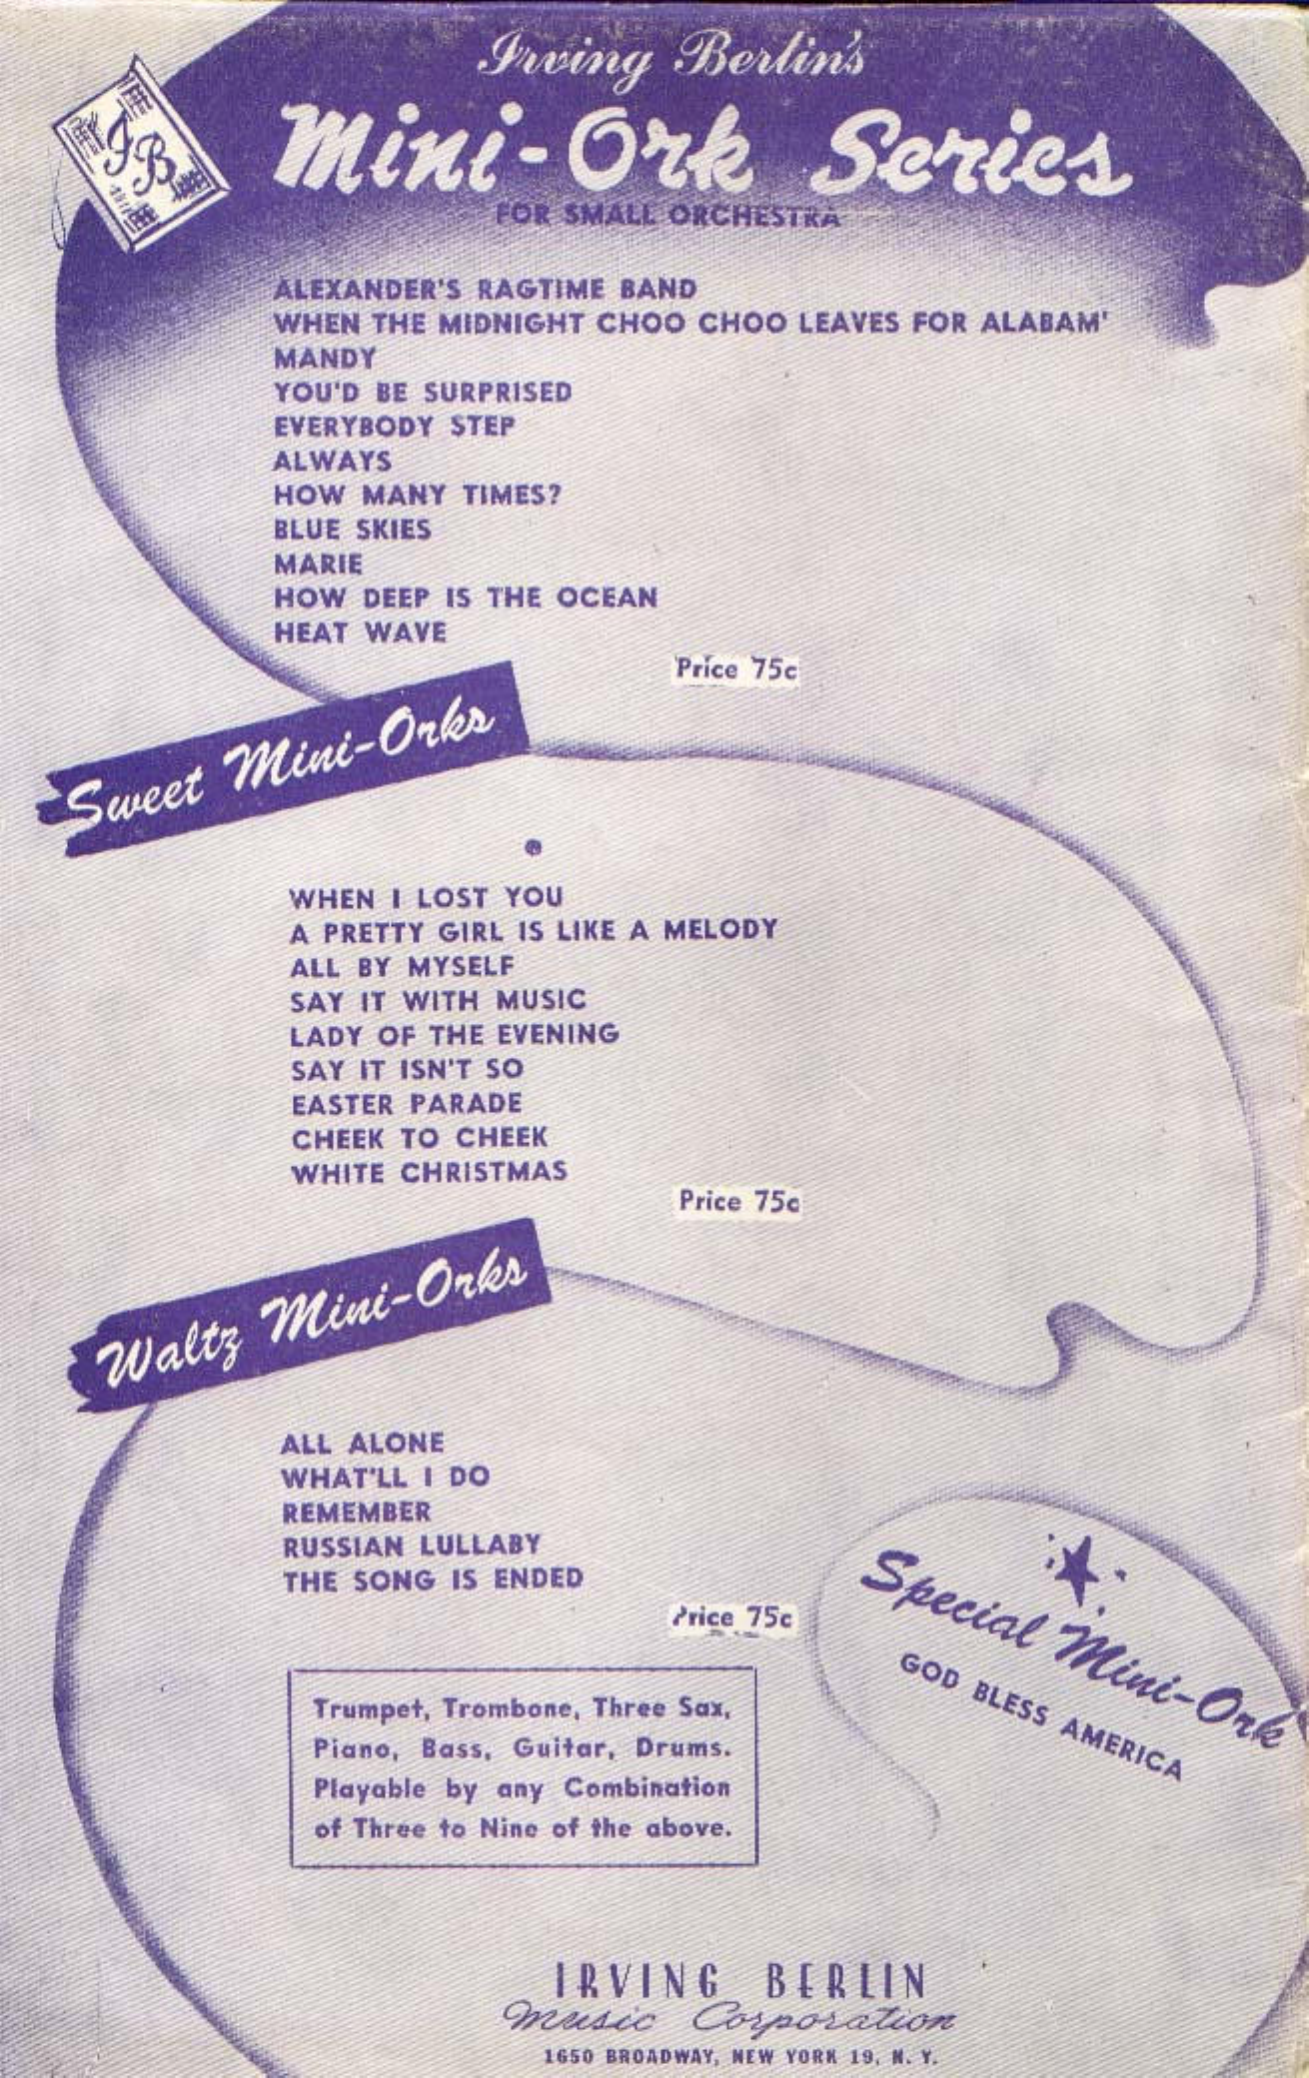 Irving Berlin's
Mini-Ork Series
FOR SMALL ORCHESTRA
IB
ALEXANDER'S RAGTIME BAND
WHEN THE MIDNIGHT CHOO CHOO LEAVES FOR ALABAM'
MANDY
YOU'D BE SURPRISED
EVERYBODY STEP
ALWAYS
HOW MANY TIMES?
BLUE SKIES
MARIE
HOW DEEP IS THE OCEAN
HEAT WAVE
Price 75c
Sweet Mini-Orks
WHEN I LOST YOU
A PRETTY GIRL IS LIKE A MELODY
ALL BY MYSELF
SAY IT WITH MUSIC
LADY OF THE EVENING
SAY IT ISN'T SO
EASTER PARADE
CHEEK TO CHEEK
WHITE CHRISTMAS
Price 75c
Waltz Mini-Orks
ALL ALONE
WHAT'LL I DO
REMEMBER
RUSSIAN LULLABY
THE SONG IS ENDED
Price 75c
Special Mini-Ork
GOD BLESS AMERICA
Trumpet, Trombone, Three Sax,
Piano, Bass, Guitar, Drums.
Playable by any Combination
of Three to Nine of the above.
IRVING BERLIN
Music Corporation
1650 BROADWAY, NEW YORK 19, N. Y.